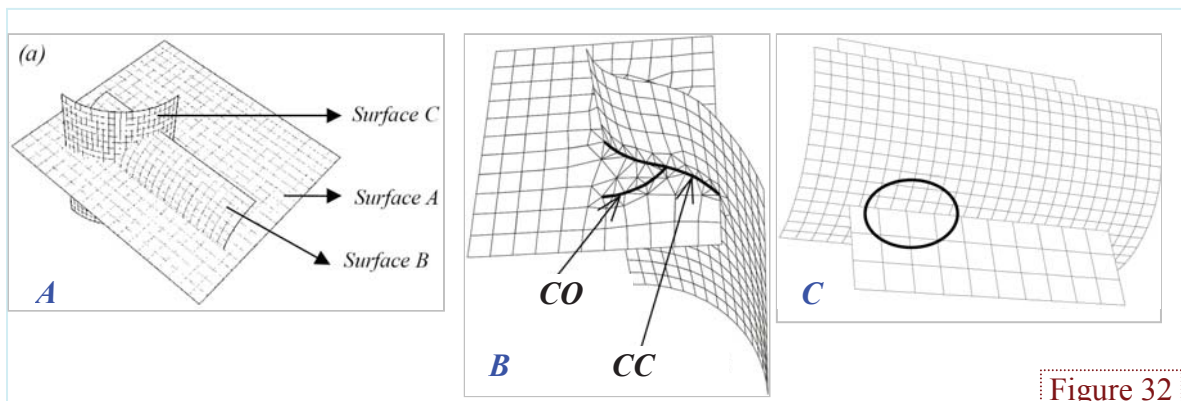 (a)
Surface C
Surface A
Surface B
A
CO
CC
B
C
Figure 32